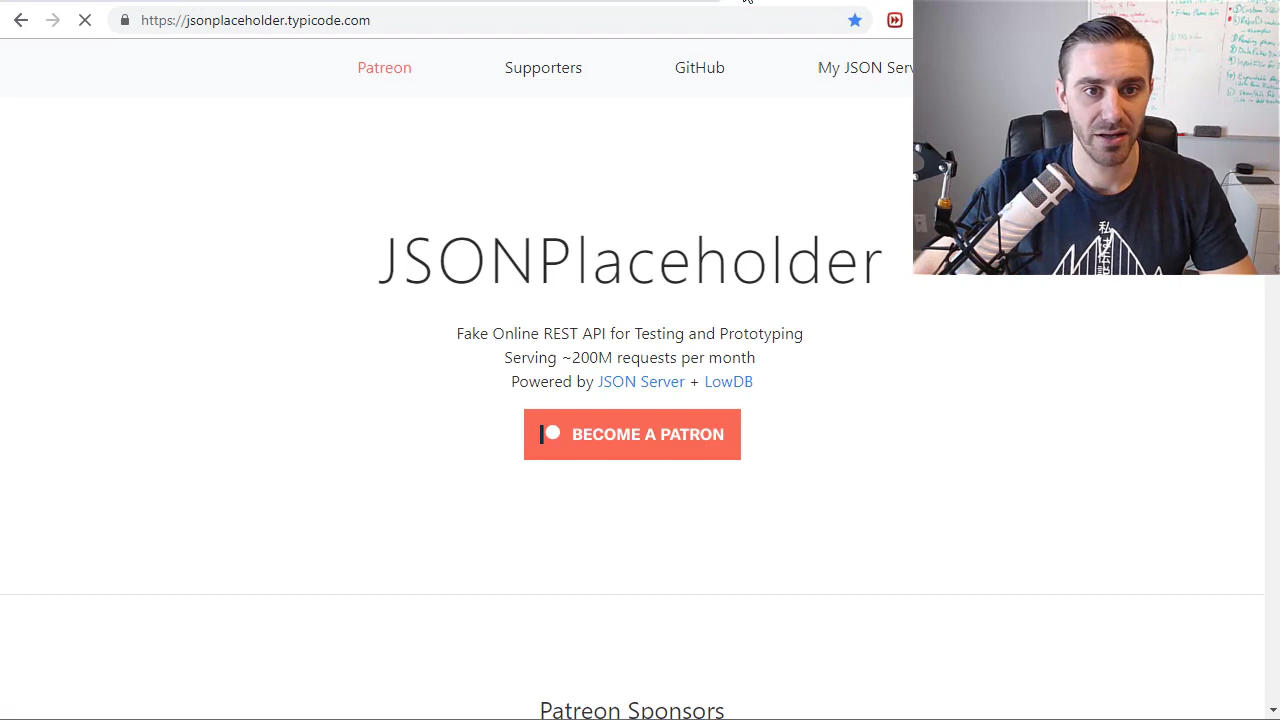 https://jsonplaceholder.typicode.com
Patreon Supporters GitHub My JSON Serv
JSONPlaceholder
Fake Online REST API for Testing and Prototyping
Serving ~200M requests per month
Powered by JSON Server + LowDB
BECOME A PATRON
Patreon Sponsors
私